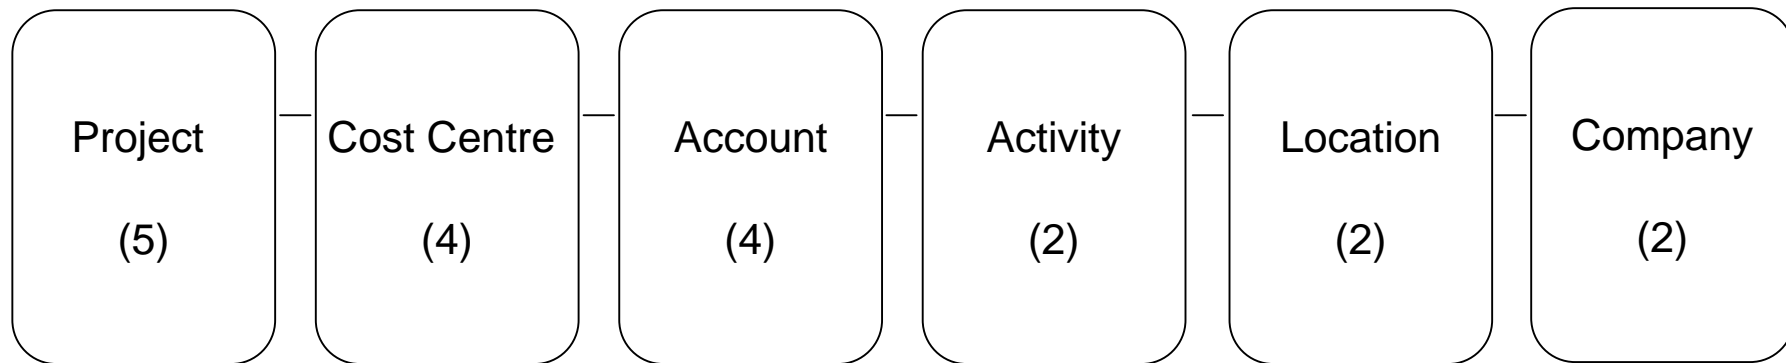 Project
(5)
Cost Centre
(4)
Account
(4)
Activity
(2)
Location
(2)
Company
(2)